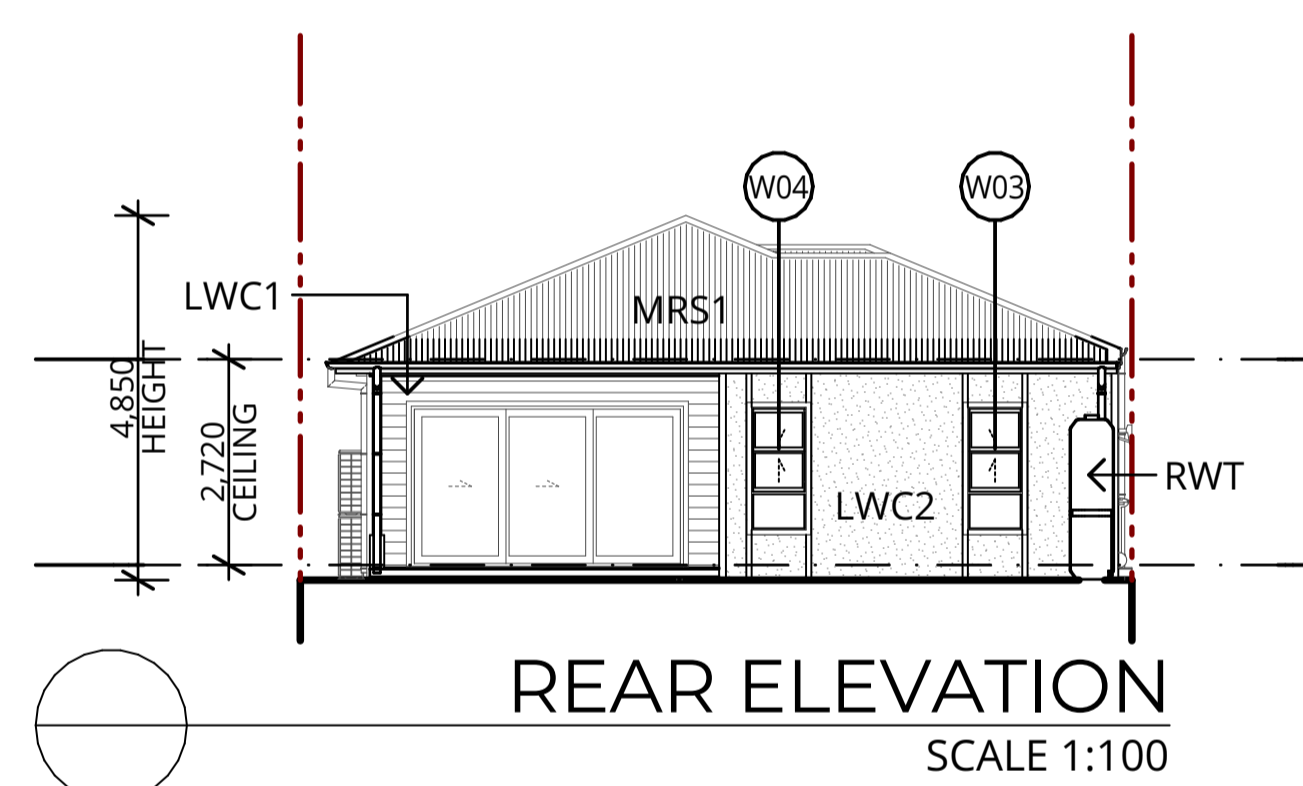 W04
W03
LWC1
MRS1
4,850
HEIGHT
2,720
CEILING
LWC2
RWT
REAR ELEVATION
SCALE 1:100